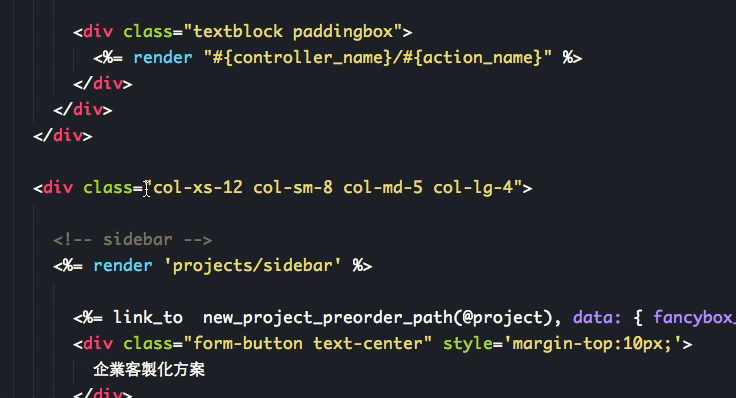 <div class="textblock paddingbox">
<%= render "#{controller_name}/#{action_name}" %>
</div>
</div>
</div>
<div class="col-xs-12 col-sm-8 col-md-5 col-lg-4">
<!-- sidebar -->
<%= render 'projects/sidebar' %>
<%= link_to  new_project_preorder_path(@project), data: { fancybox_
<div class="form-button text-center" style='margin-top:10px;'>
企業客製化方案
</div>